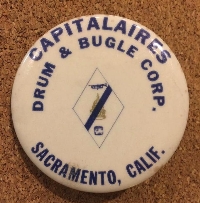 CAPITALAIRES
DRUM & BUGLE CORP.
SACRAMENTO, CALIF.